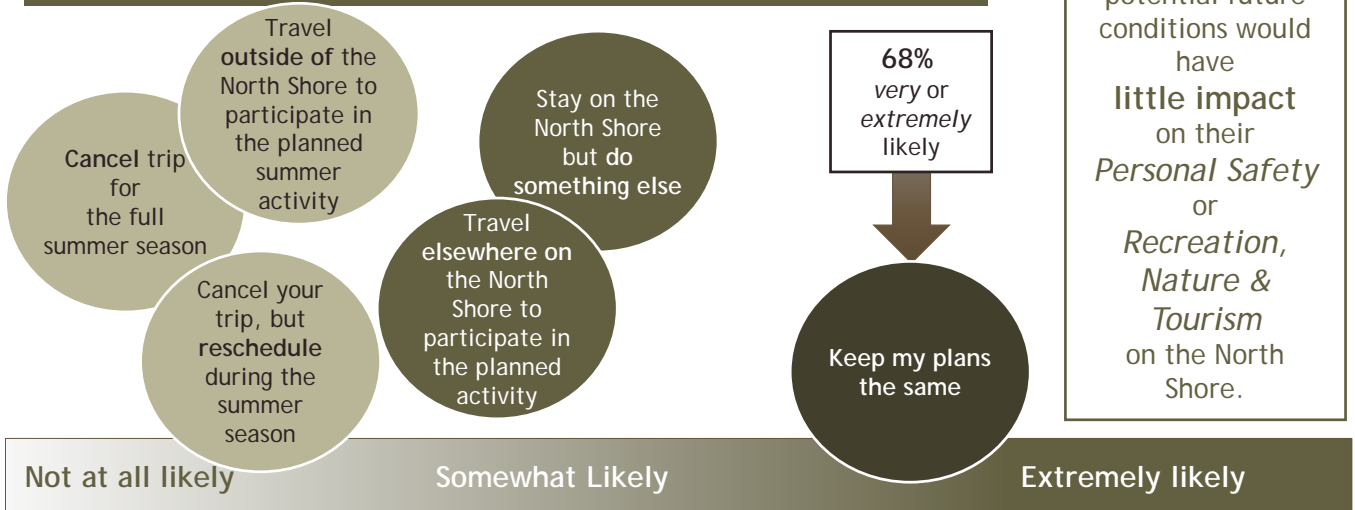 Travel
outside of the
North Shore to
participate in
the planned
summer
activity
Cancel trip
for
the full
summer season
Cancel your
trip, but
reschedule
during the
summer
season
Stay on the
North Shore
but do
something else
Travel
elsewhere on
the North
Shore to
participate in
the planned
activity
68%
very or
extremely
likely
Keep my plans
the same
potential future
conditions would
have
little impact
on their
Personal Safety
or
Recreation,
Nature &
Tourism
on the North
Shore.
Not at all likely
Somewhat Likely
Extremely likely